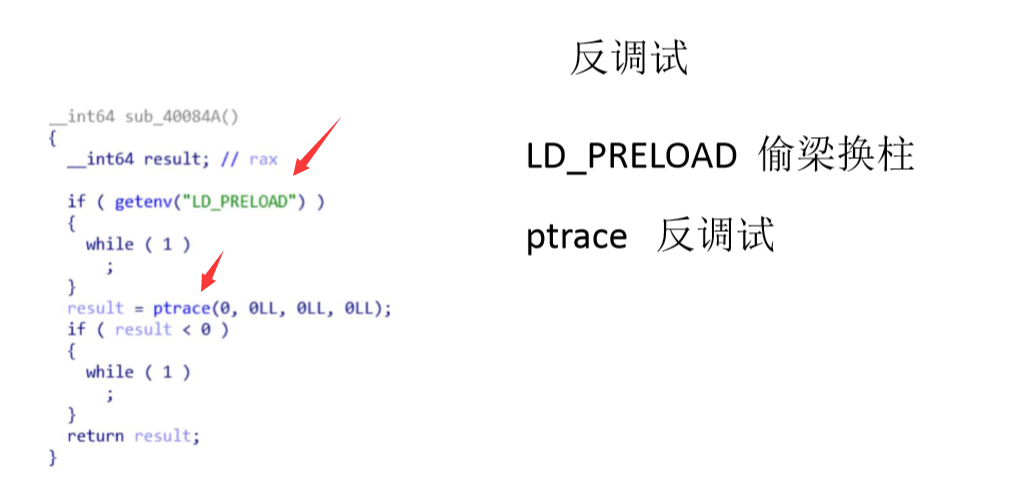 反调试
__int64 sub_40084A()
{
__int64 result; // rax
if ( getenv("LD_PRELOAD") )
{
while ( 1 )
;
}
result = ptrace(0, 0LL, 0LL, 0LL);
if ( result < 0 )
{
while ( 1 )
;
}
return result;
}
LD_PRELOAD 偷梁换柱
ptrace 反调试